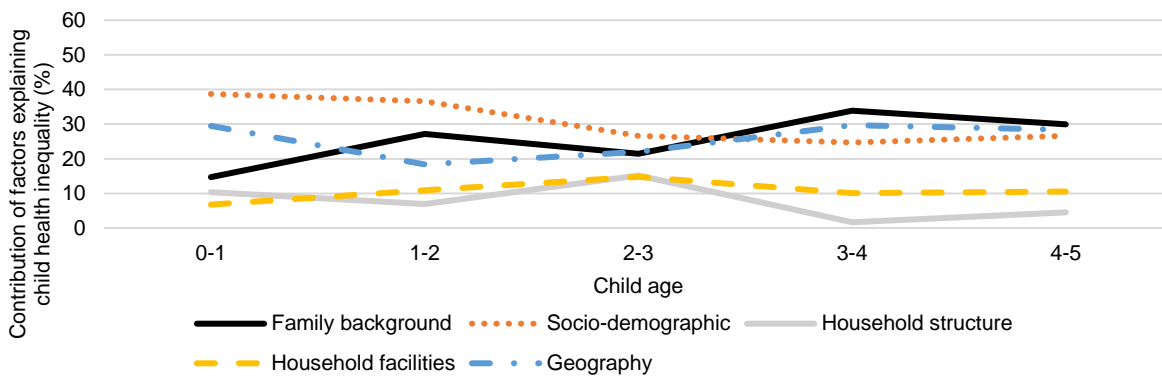 Contribution of factors explaining
child health inequality (%)
60
50
40
30
20
10
0
0-1 1-2 2-3 3-4 4-5
Child age
Family background Socio-demographic Household structure
Household facilities Geography